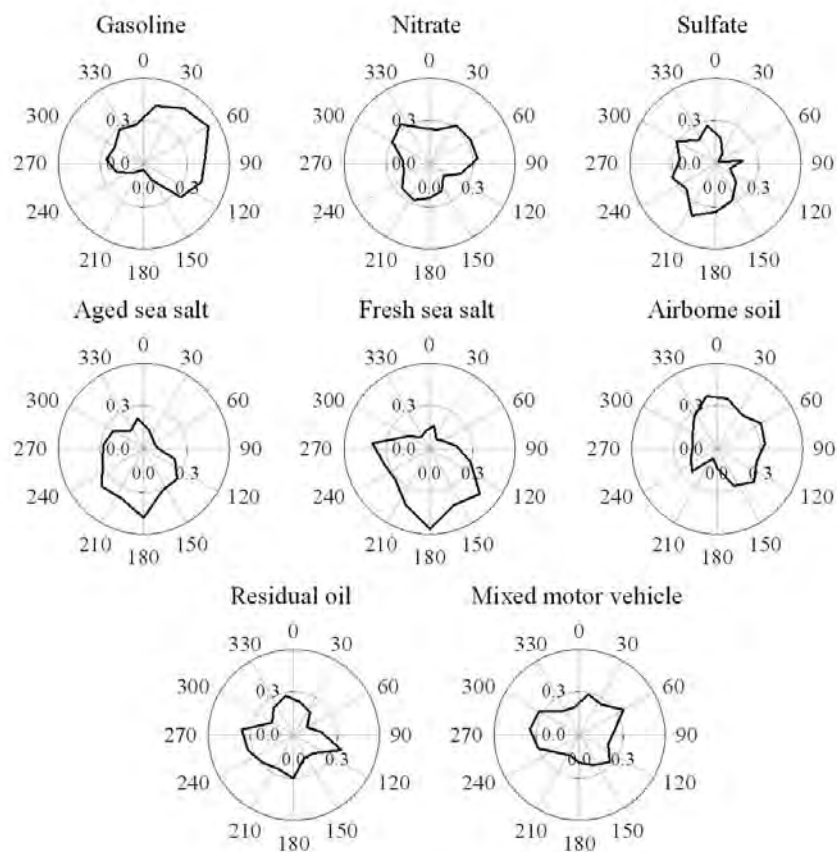 Gasoline Nitrate Sulfate
0 0 0
330 30 330 30 330 30
300 60 300 60 300 60
0.3 0.3 0.3
270 0.0 90 270 0.0 90 270 0.0 90
0.0 0.3 0.0 0.3 0.0 0.3
240 120 240 120 240 120
210 150 210 150 210 150
180 180 180
Aged sea salt Fresh sea salt Airborne soil
0 0 0
330 30 330 30 330 30
300 60 300 60 300 60
0.3 0.3 0.3
270 0.0 90 270 0.0 90 270 0.0 90
0.0 0.3 0.0 0.3 0.0 0.3
240 120 240 120 240 120
210 150 210 150 210 150
180 180 180
Residual oil Mixed motor vehicle
0 0
330 30 330 30
300 60 300 60
0.3 0.3
270 0.0 90 270 0.0 90
0.0 0.3 0.0 0.3
240 120 240 120
210 150 210 150
180 180